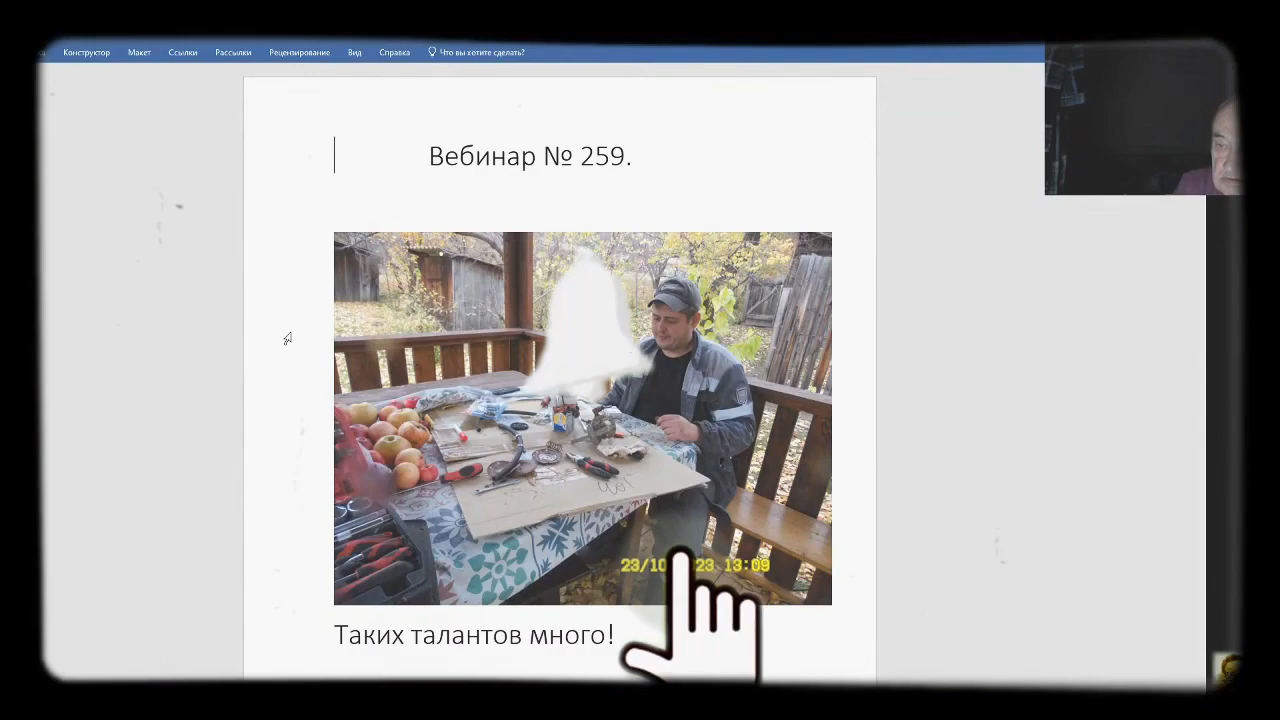 Конструктор Макет Ссылки Рассылки Рецензирование Вид Справка Что вы хотите сделать?
Вебинар № 259.
23/10 23 13:09
Таких талантов много!